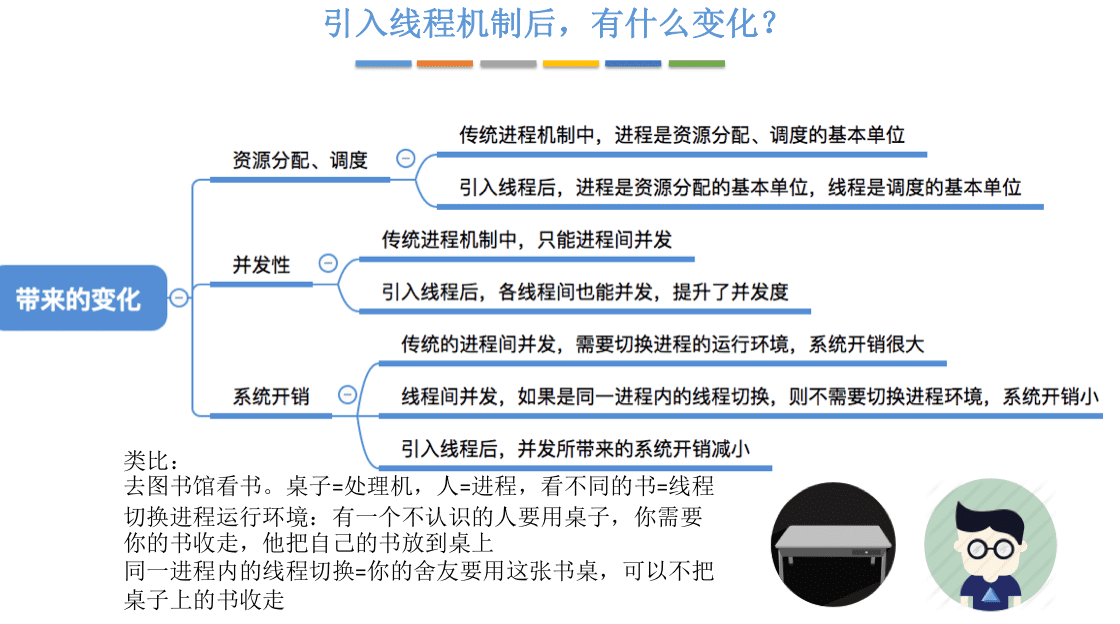 引入线程机制后，有什么变化？
带来的变化
资源分配、调度
传统进程机制中，进程是资源分配、调度的基本单位
引入线程后，进程是资源分配的基本单位，线程是调度的基本单位
并发性
传统进程机制中，只能进程间并发
引入线程后，各线程间也能并发，提升了并发度
系统开销
传统的进程间并发，需要切换进程的运行环境，系统开销很大
线程间并发，如果是同一进程内的线程切换，则不需要切换进程环境，系统开销小
引入线程后，并发所带来的系统开销减小
类比：
去图书馆看书。桌子=处理机，人=进程，看不同的书=线程
切换进程运行环境：有一个不认识的人要用桌子，你需要
你的书收走，他把自己的书放到桌上
同一进程内的线程切换=你的舍友要用这张书桌，可以不把
桌子上的书收走